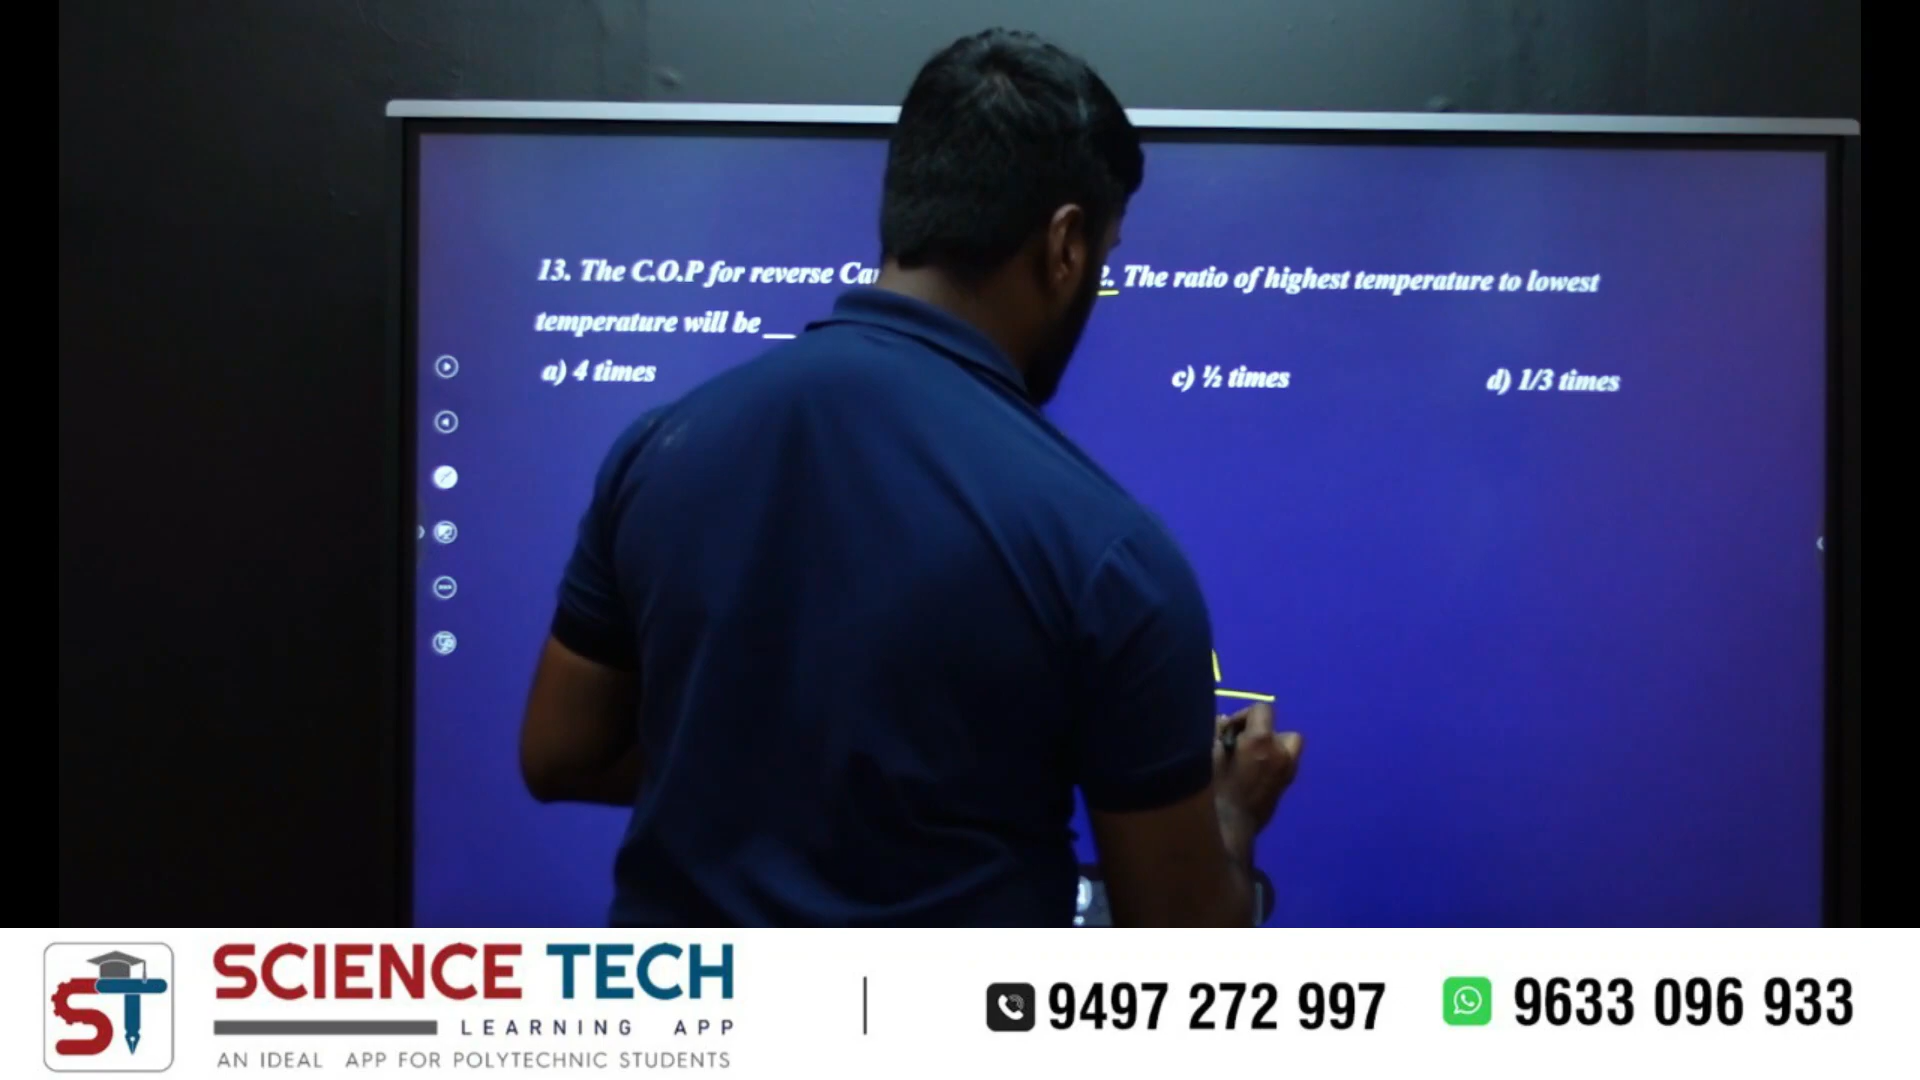 13. The C.O.P for reverse
2. The ratio of highest temperature to lowest
temperature will be __
a) 4 times
c) ½ times
d) 1/3 times
ST
SCIENCE TECH
LEARNING APP
AN IDEAL APP FOR POLYTECHNIC STUDENTS
9497 272 997
9633 096 933